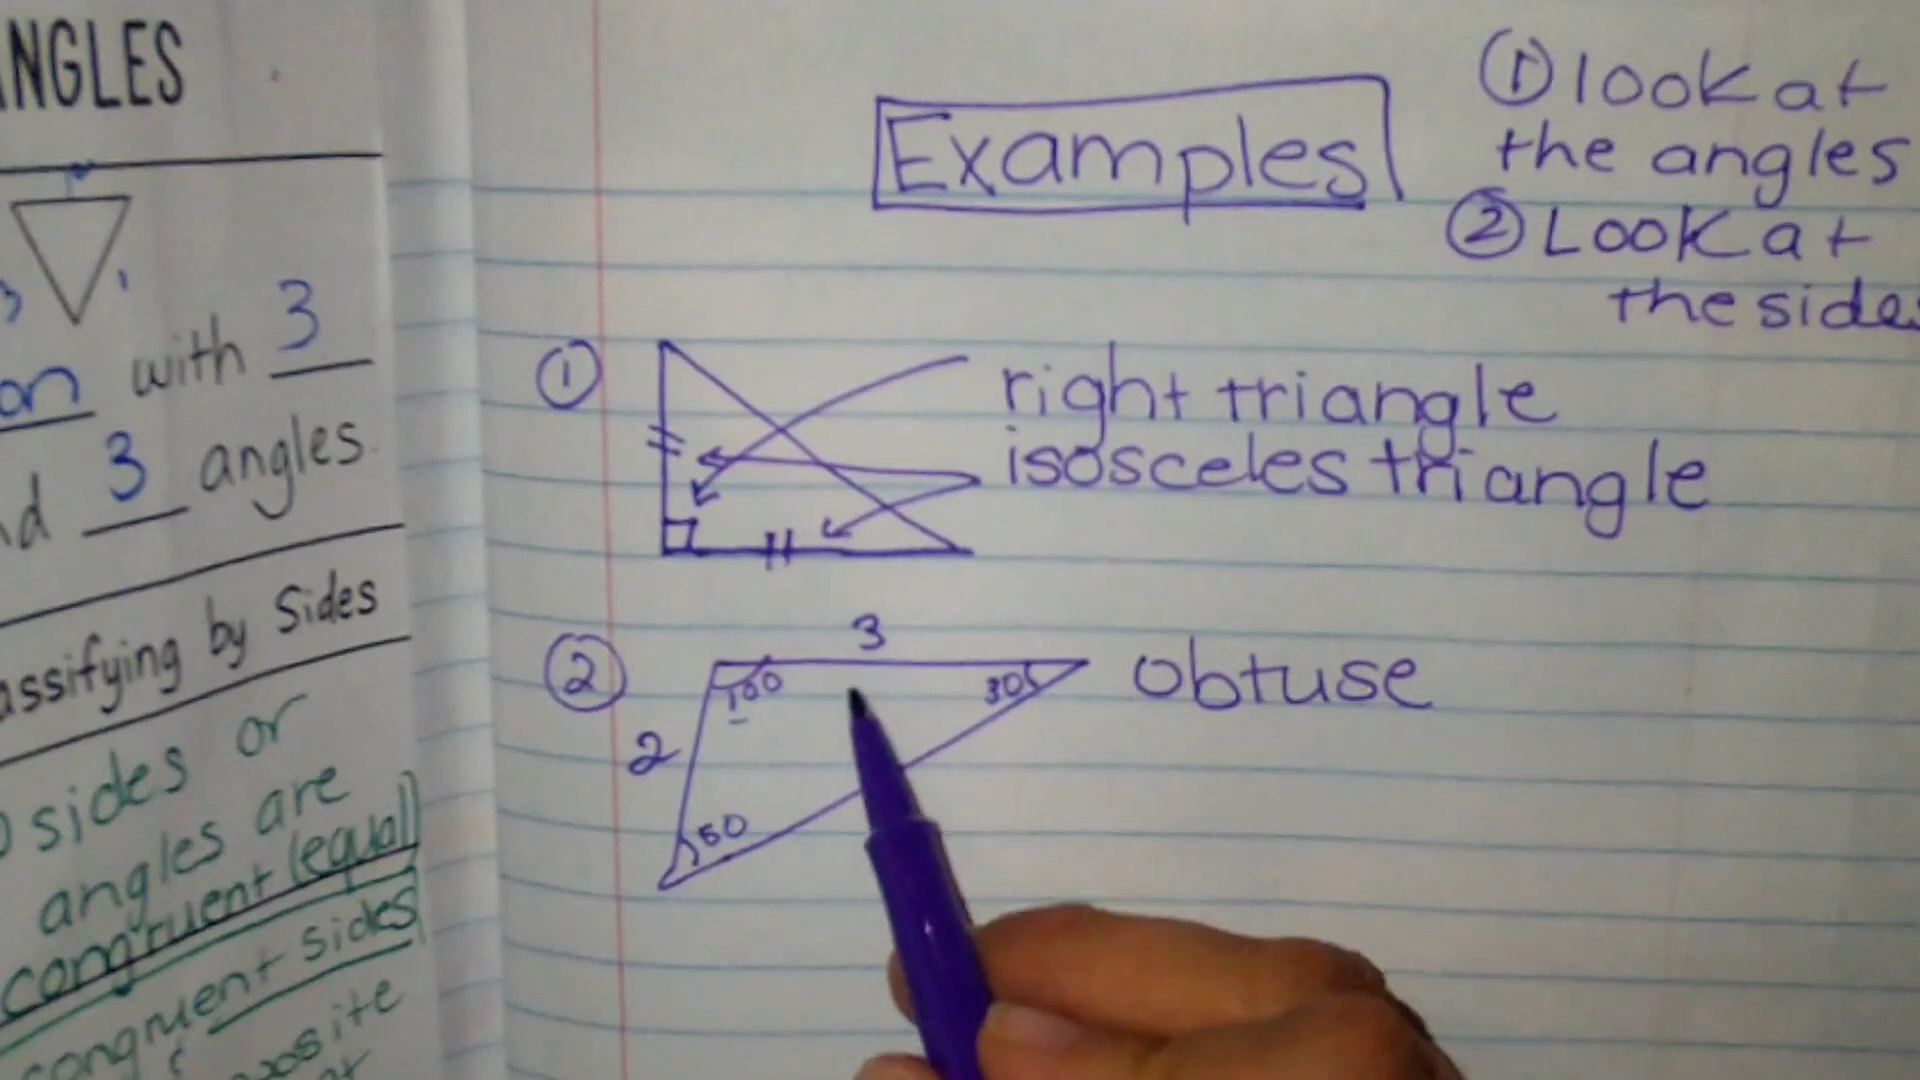 NGLES
3 1
on with 3
nd 3 angles.
assifying by Sides
sides or
angles are
congruent (equal)
congruent sides
Examples
① look at
the angles
② Look at
the sides
①
right triangle
isosceles triangle
②
3
100 30
2
50
obtuse